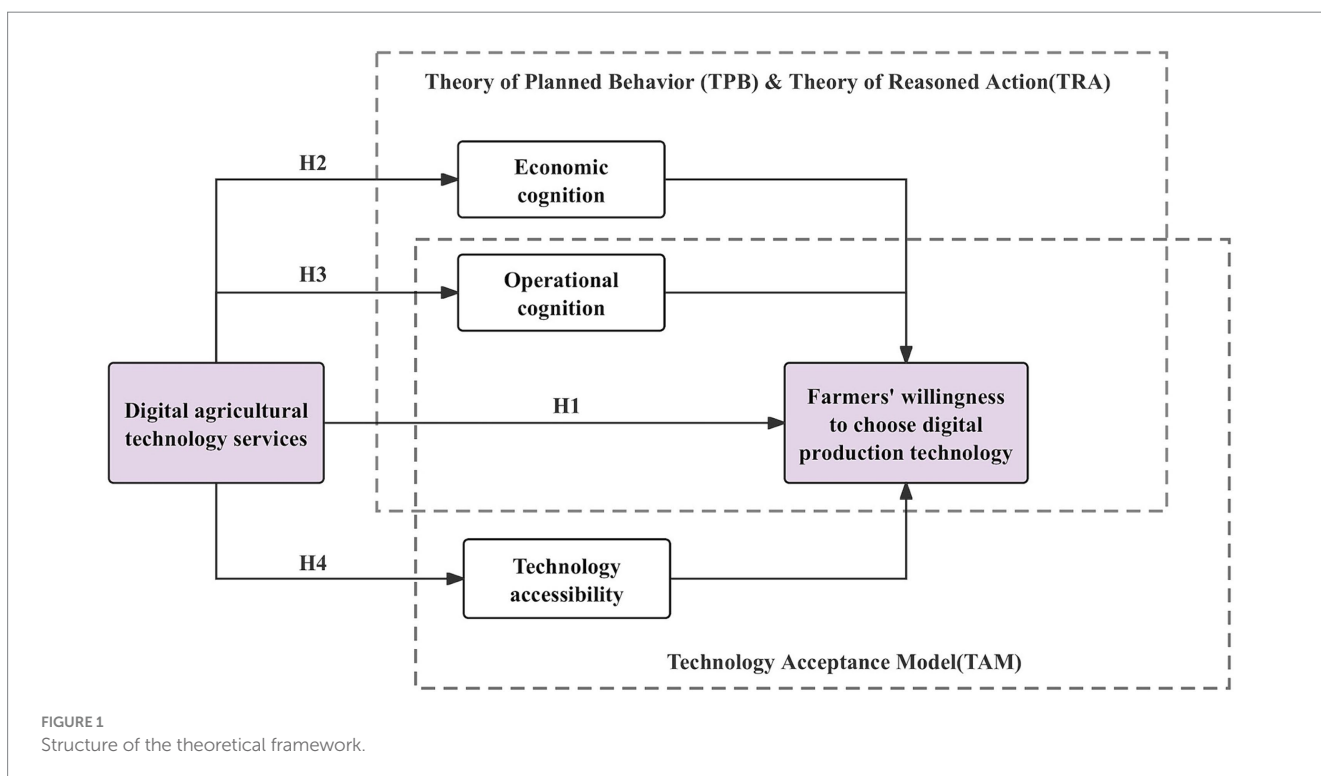 Theory of Planned Behavior (TPB) & Theory of Reasoned Action(TRA)
H2
Economic
cognition
H3
Operational
cognition
Digital agricultural
technology services
H1
Farmers' willingness
to choose digital
production technology
H4
Technology
accessibility
Technology Acceptance Model(TAM)
FIGURE 1
Structure of the theoretical framework.